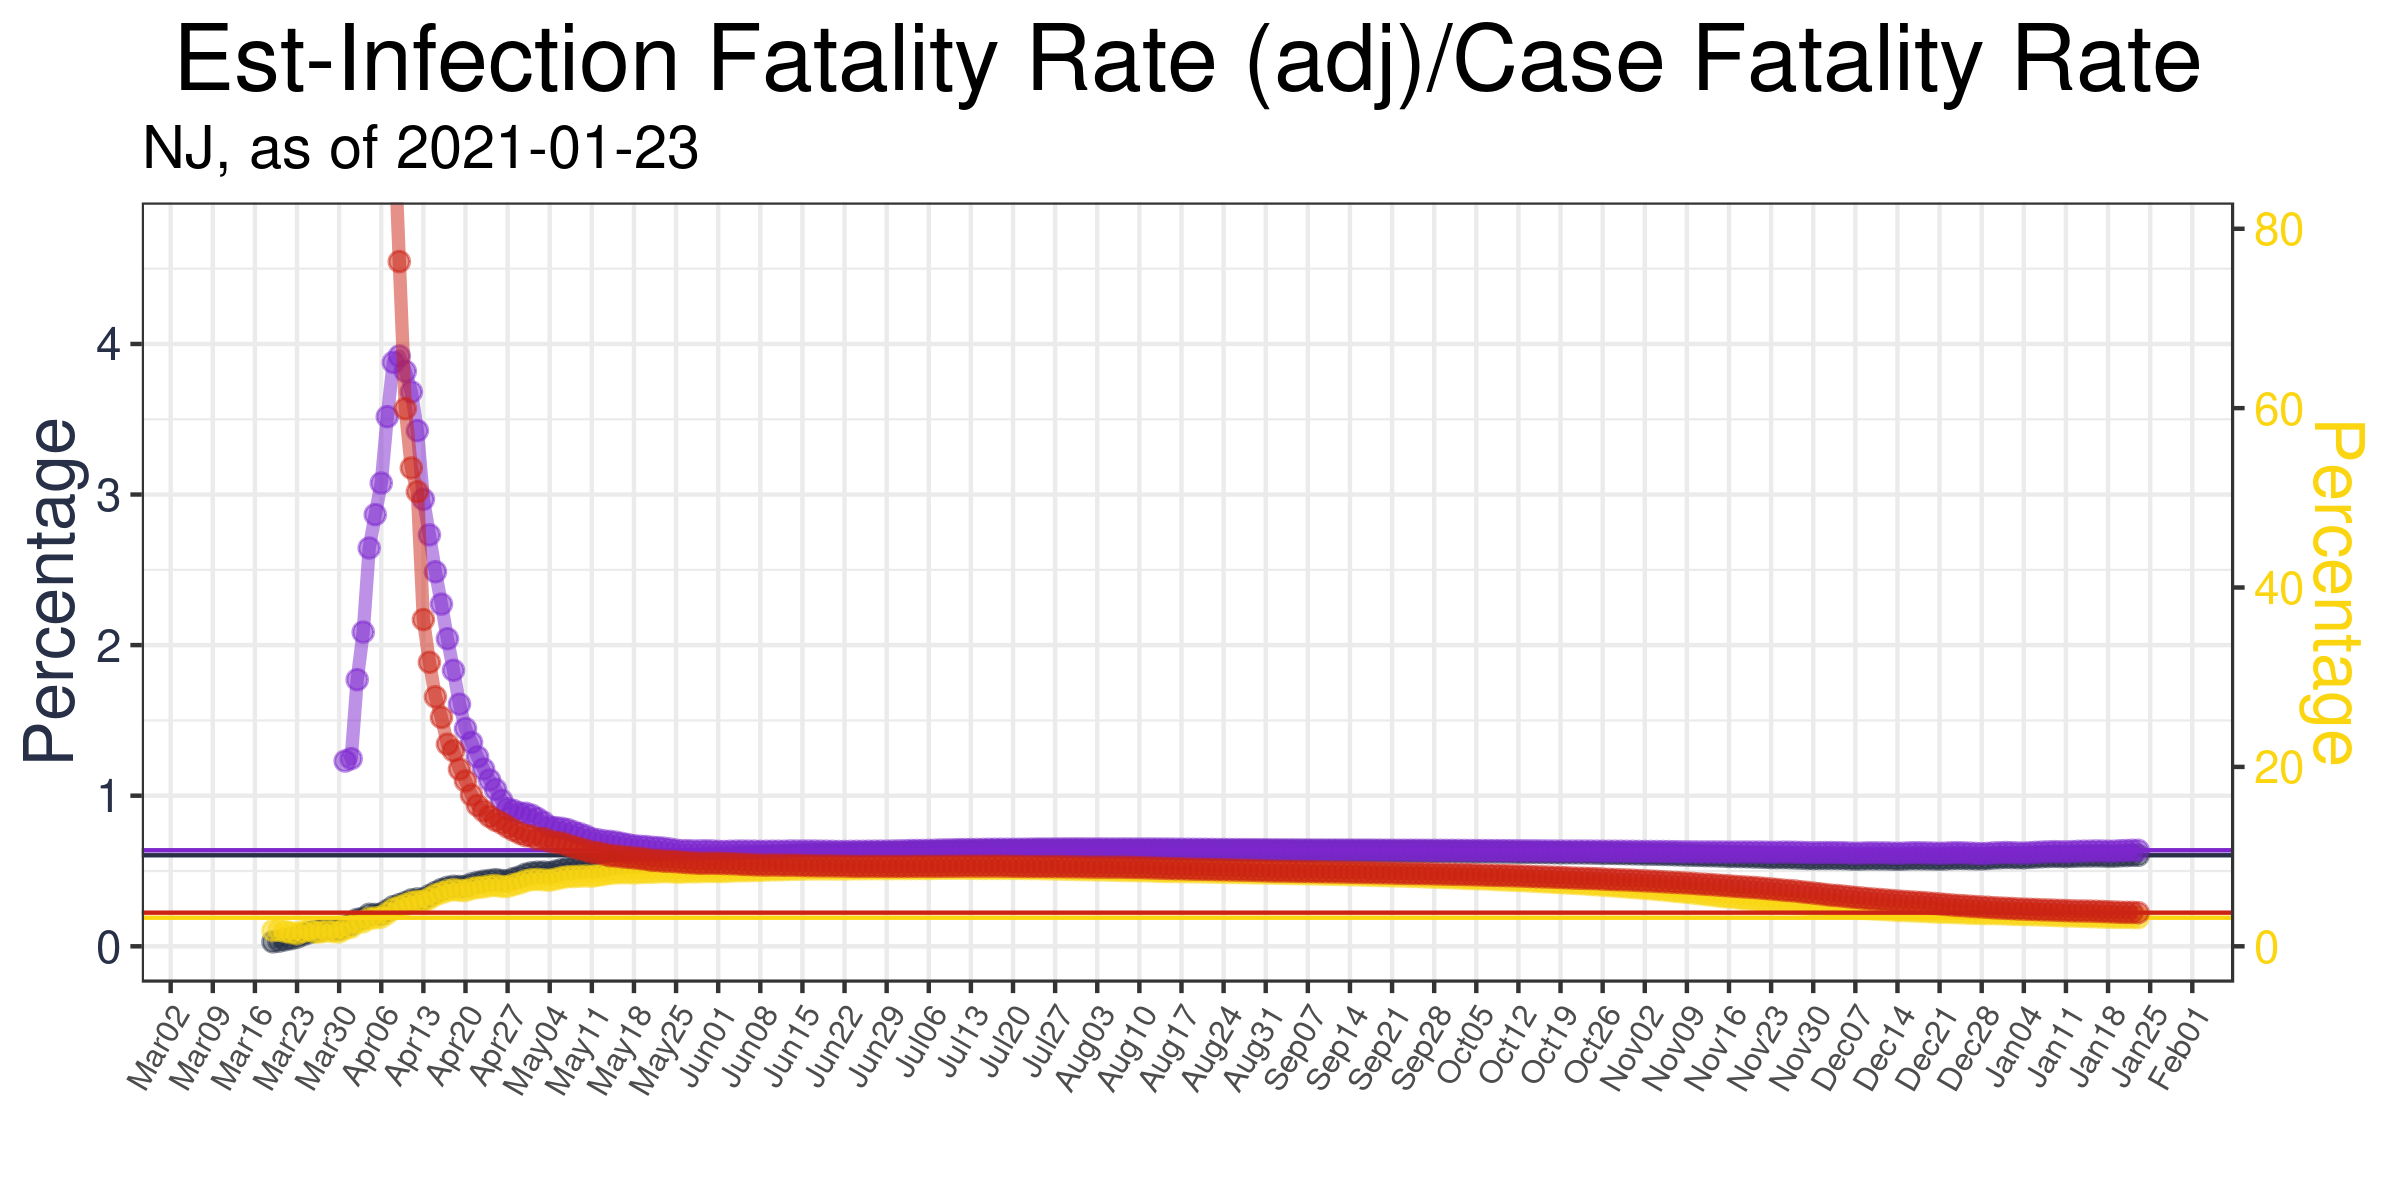 Est-Infection Fatality Rate (adj)/Case Fatality Rate
NJ, as of 2021-01-23
Percentage
4
3
2
1
0
80
60
40
20
0
Percentage
Mar02
Mar09
Mar16
Mar23
Mar30
Apr06
Apr13
Apr20
Apr27
May04
May11
May18
May25
Jun01
Jun08
Jun15
Jun22
Jun29
Jul06
Jul13
Jul20
Jul27
Aug03
Aug10
Aug17
Aug24
Aug31
Sep07
Sep14
Sep21
Sep28
Oct05
Oct12
Oct19
Oct26
Nov02
Nov09
Nov16
Nov23
Nov30
Dec07
Dec14
Dec21
Dec28
Jan04
Jan11
Jan18
Jan25
Feb01